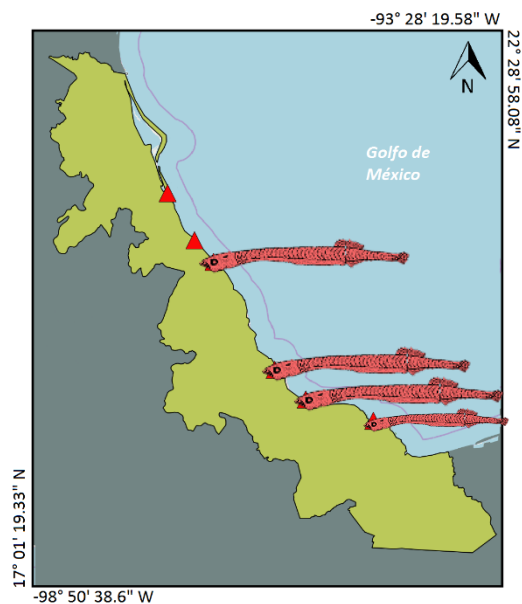 -93° 28' 19.58" W
22° 28' 58.08" N
N
Golfo de
México
17° 01' 19.33" N
-98° 50' 38.6" W